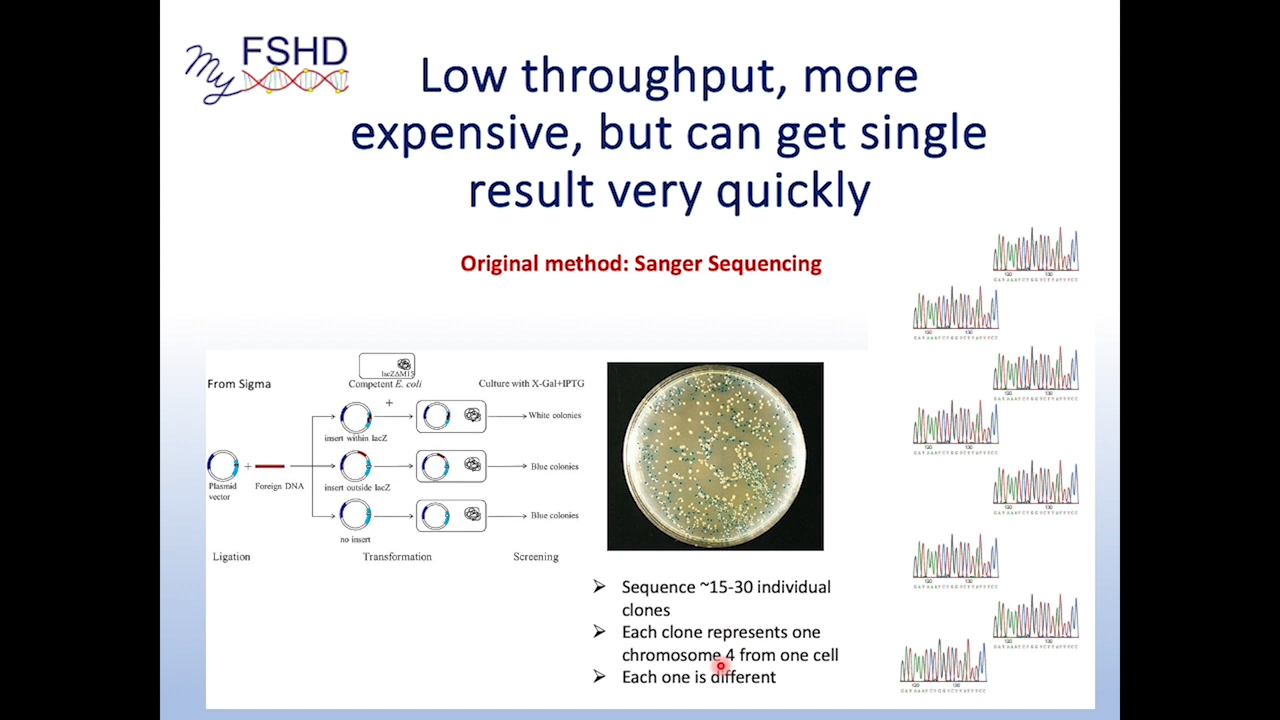 My FSHD
Low throughput, more
expensive, but can get single
result very quickly
Original method: Sanger Sequencing
From Sigma
lacZΔM15
Competent E. coli
Culture with X-Gal+IPTG
+
White colonies
insert within lacZ
Plasmid
vector
+
Foreign DNA
insert outside lacZ
Blue colonies
no insert
Blue colonies
Ligation
Transformation
Screening
➢ Sequence ~15-30 individual
clones
➢ Each clone represents one
chromosome 4 from one cell
➢ Each one is different